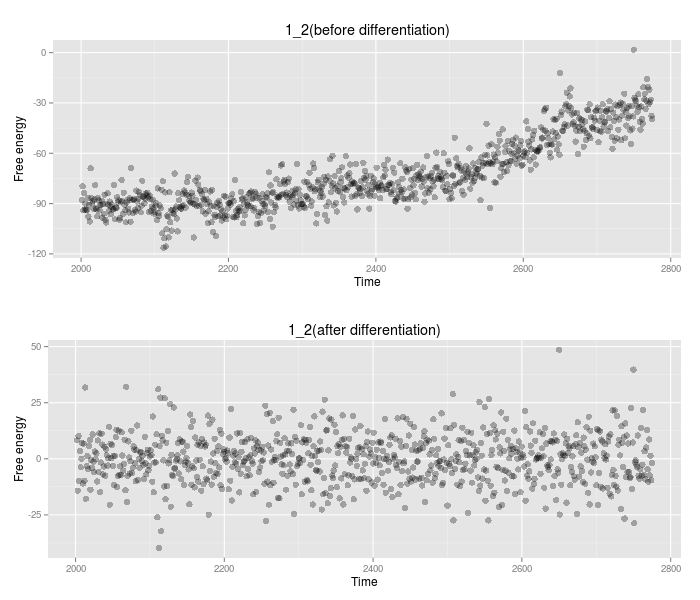 1_2(before differentiation)
0
-30
-60
-90
-120
Free energy
2000 2200 2400 2600 2800
Time
1_2(after differentiation)
50
25
0
-25
Free energy
2000 2200 2400 2600 2800
Time